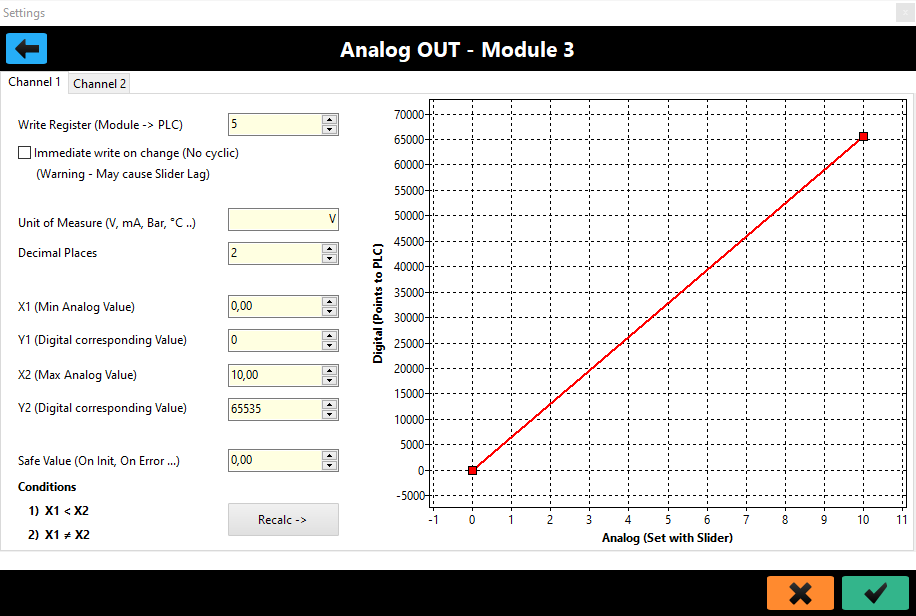 Settings
Analog OUT - Module 3
Channel 1
Channel 2
Write Register (Module -> PLC)
5
Immediate write on change (No cyclic)
(Warning - May cause Slider Lag)
Unit of Measure (V, mA, Bar, °C ..)
V
Decimal Places
2
X1 (Min Analog Value)
0,00
Y1 (Digital corresponding Value)
0
X2 (Max Analog Value)
10,00
Y2 (Digital corresponding Value)
65535
Safe Value (On Init, On Error ...)
0,00
Conditions
1) X1 < X2
2) X1 ≠ X2
Recalc ->
Digital (Points to PLC)
70000
65000
60000
55000
50000
45000
40000
35000
30000
25000
20000
15000
10000
5000
0
-5000
-1 0 1 2 3 4 5 6 7 8 9 10 11
Analog (Set with Slider)